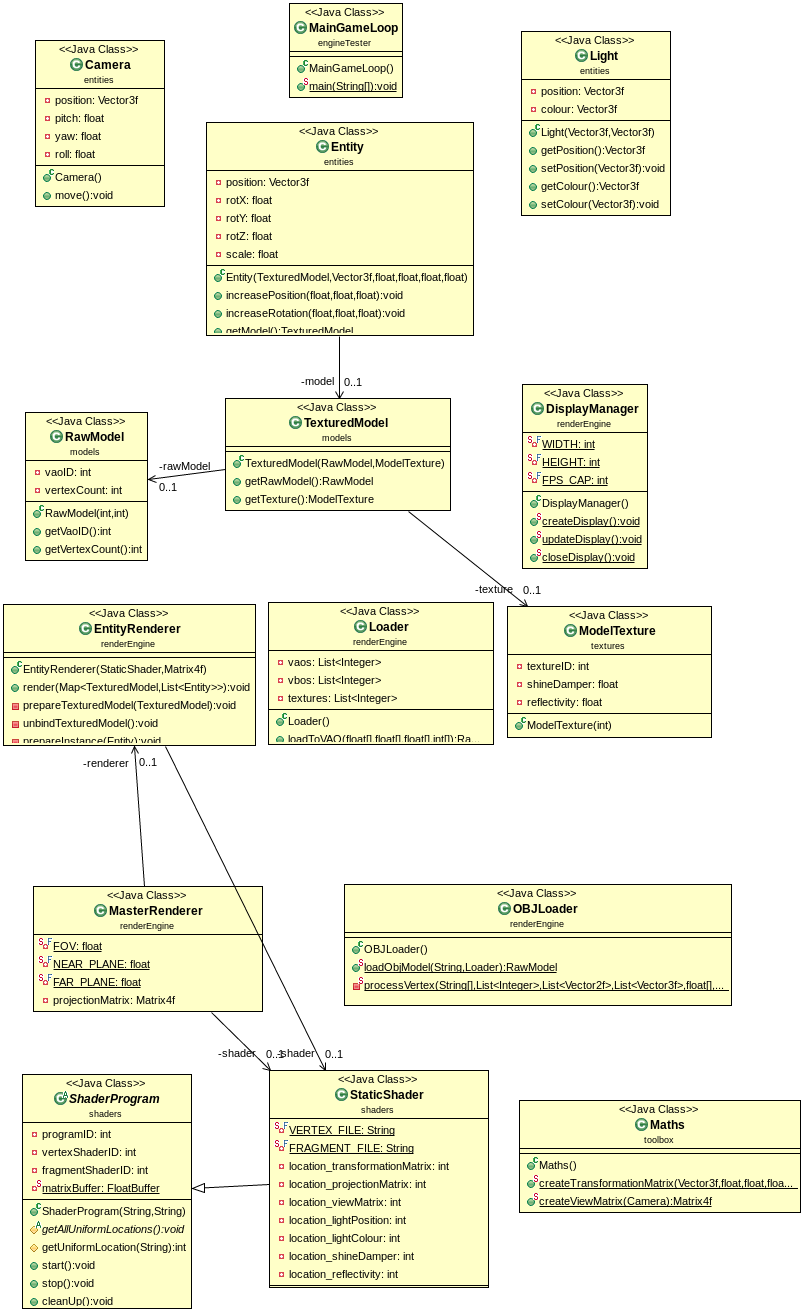 <<Java Class>>
MainGameLoop
engineTester
MainGameLoop()
main(String[]):void
<<Java Class>>
Camera
entities
position: Vector3f
pitch: float
yaw: float
roll: float
Camera()
move():void
<<Java Class>>
Light
entities
position: Vector3f
colour: Vector3f
Light(Vector3f,Vector3f)
getPosition():Vector3f
setPosition(Vector3f):void
getColour():Vector3f
setColour(Vector3f):void
<<Java Class>>
Entity
entities
position: Vector3f
rotX: float
rotY: float
rotZ: float
scale: float
Entity(TexturedModel,Vector3f,float,float,float,float)
increasePosition(float,float,float):void
increaseRotation(float,float,float):void
getModel():TexturedModel
-model 0..1
<<Java Class>>
TexturedModel
models
TexturedModel(RawModel,ModelTexture)
getRawModel():RawModel
getTexture():ModelTexture
-rawModel
0..1
<<Java Class>>
RawModel
models
vaoID: int
vertexCount: int
RawModel(int,int)
getVaoID():int
getVertexCount():int
<<Java Class>>
DisplayManager
renderEngine
WIDTH: int
HEIGHT: int
FPS_CAP: int
DisplayManager()
createDisplay():void
updateDisplay():void
closeDisplay():void
-texture 0..1
<<Java Class>>
EntityRenderer
renderEngine
EntityRenderer(StaticShader,Matrix4f)
render(Map<TexturedModel,List<Entity>>):void
prepareTexturedModel(TexturedModel):void
unbindTexturedModel():void
prepareInstance(Entity):void
<<Java Class>>
Loader
renderEngine
vaos: List<Integer>
vbos: List<Integer>
textures: List<Integer>
Loader()
loadToVAO(float[],float[],float[],int[]):Ra...
<<Java Class>>
ModelTexture
textures
textureID: int
shineDamper: float
reflectivity: float
ModelTexture(int)
-renderer 0..1
<<Java Class>>
MasterRenderer
renderEngine
FOV: float
NEAR_PLANE: float
FAR_PLANE: float
projectionMatrix: Matrix4f
<<Java Class>>
OBJLoader
renderEngine
OBJLoader()
loadObjModel(String,Loader):RawModel
processVertex(String[],List<Integer>,List<Vector2f>,List<Vector3f>,float[],...
-shader 0..1
-shader 0..1
<<Java Class>>
ShaderProgram
shaders
programID: int
vertexShaderID: int
fragmentShaderID: int
matrixBuffer: FloatBuffer
ShaderProgram(String,String)
getAllUniformLocations():void
getUniformLocation(String):int
start():void
stop():void
cleanUp():void
<<Java Class>>
StaticShader
shaders
VERTEX_FILE: String
FRAGMENT_FILE: String
location_transformationMatrix: int
location_projectionMatrix: int
location_viewMatrix: int
location_lightPosition: int
location_lightColour: int
location_shineDamper: int
location_reflectivity: int
<<Java Class>>
Maths
toolbox
Maths()
createTransformationMatrix(Vector3f,float,float,floa...
createViewMatrix(Camera):Matrix4f